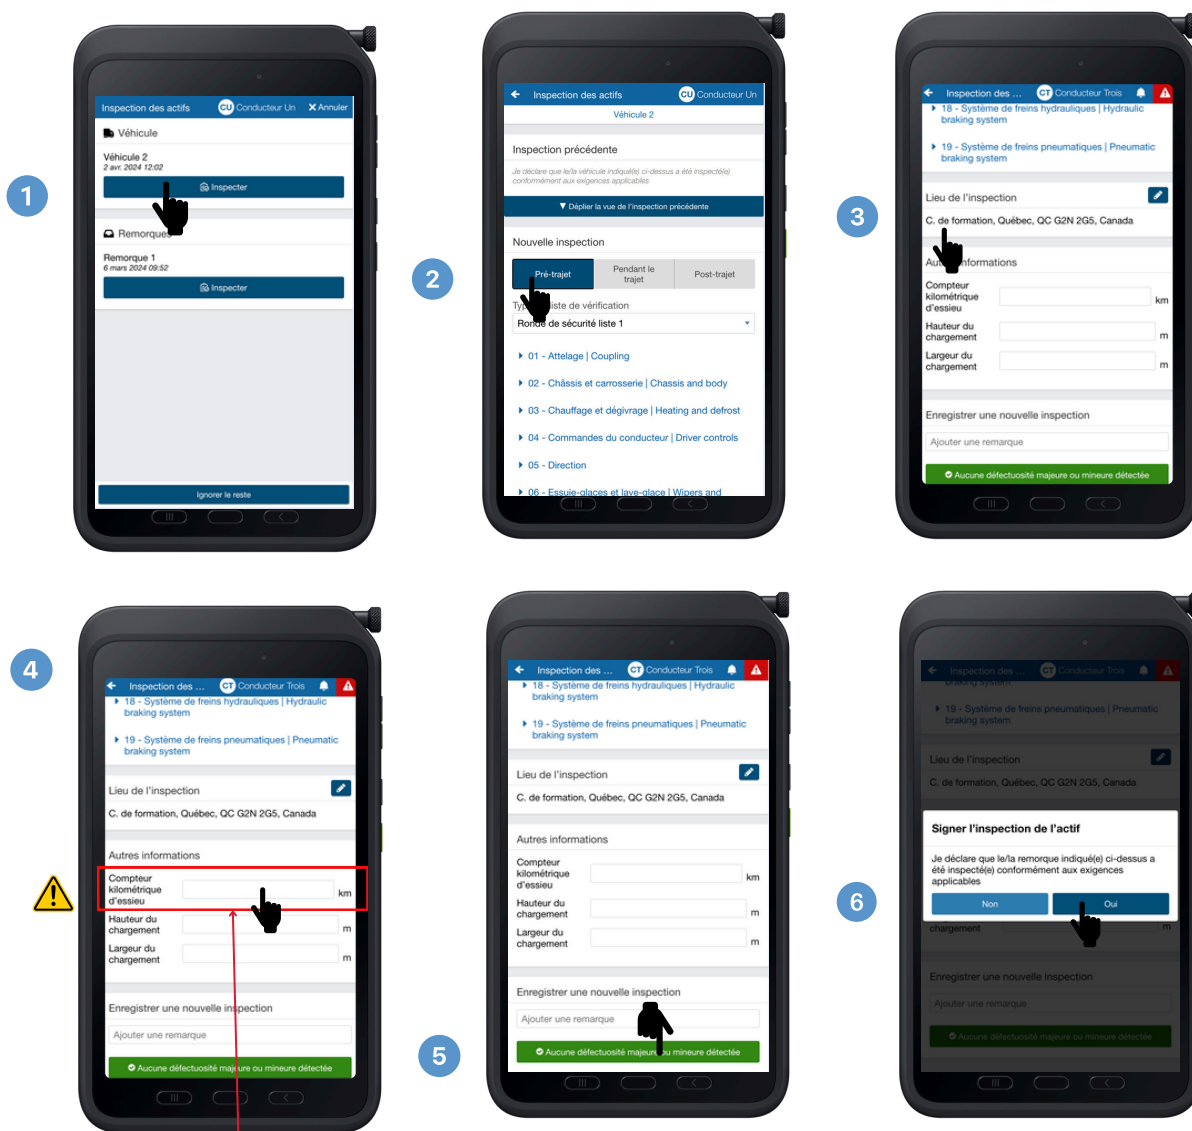 1
Inspection des actifs CU Conducteur Un ✕ Annuler
Véhicule
Véhicule 2
2 avr. 2024 12:02
Inspecter
Remorques
Remorque 1
6 mars 2024 09:52
Inspecter
Ignorer le reste
2
Inspection des actifs CU Conducteur Un
Véhicule 2
Inspection précédente
Je déclare que le/la véhicule indiqué(e) ci-dessus a été inspecté(e)
conformément aux exigences applicables
Déplier la vue de l'inspection précédente
Nouvelle inspection
Pré-trajet
Pendant le
trajet
Post-trajet
liste de vérification
Ronde de sécurité liste 1
01 - Attelage | Coupling
02 - Châssis et carrosserie | Chassis and body
03 - Chauffage et dégivrage | Heating and defrost
04 - Commandes du conducteur | Driver controls
05 - Direction
06 - Essuie-glaces et lave-glace | Wipers and
3
Inspection des ... CT Conducteur Trois
18 - Système de freins hydrauliques | Hydraulic
braking system
19 - Système de freins pneumatiques | Pneumatic
braking system
Lieu de l'inspection
C. de formation, Québec, QC G2N 2G5, Canada
Autres informations
Compteur
kilométrique
d'essieu
km
Hauteur du
chargement
m
Largeur du
chargement
m
Enregistrer une nouvelle inspection
Ajouter une remarque
Aucune défectuosité majeure ou mineure détectée
4
Inspection des ... CT Conducteur Trois
18 - Système de freins hydrauliques | Hydraulic
braking system
19 - Système de freins pneumatiques | Pneumatic
braking system
Lieu de l'inspection
C. de formation, Québec, QC G2N 2G5, Canada
Autres informations
Compteur
kilométrique
d'essieu
km
Hauteur du
chargement
m
Largeur du
chargement
m
Enregistrer une nouvelle inspection
Ajouter une remarque
Aucune défectuosité majeure ou mineure détectée
5
Inspection des ... CT Conducteur Trois
18 - Système de freins hydrauliques | Hydraulic
braking system
19 - Système de freins pneumatiques | Pneumatic
braking system
Lieu de l'inspection
C. de formation, Québec, QC G2N 2G5, Canada
Autres informations
Compteur
kilométrique
d'essieu
km
Hauteur du
chargement
m
Largeur du
chargement
m
Enregistrer une nouvelle inspection
Ajouter une remarque
Aucune défectuosité majeure ou mineure détectée
6
Inspection des ... CT Conducteur Trois
braking system
19 - Système de freins pneumatiques | Pneumatic
braking system
Lieu de l'inspection
C. de formation, Québec, QC G2N 2G5, Canada
Signer l'inspection de l'actif
Je déclare que le/la remorque indiqué(e) ci-dessus a
été inspecté(e) conformément aux exigences
applicables
Non
Oui
chargement
m
Enregistrer une nouvelle inspection
Ajouter une remarque
Aucune défectuosité majeure ou mineure détectée